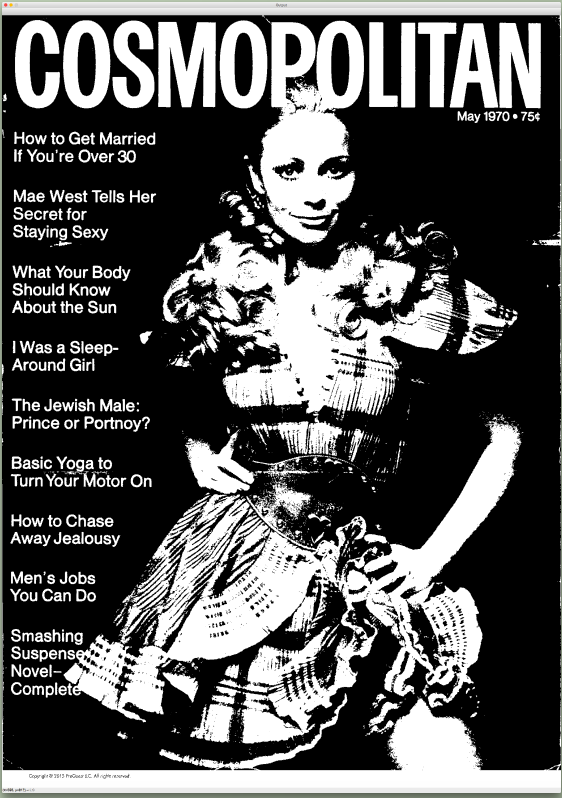 COSMOPOLITAN
May 1970 • 75¢
How to Get Married
If You're Over 30
Mae West Tells Her
Secret for
Staying Sexy
What Your Body
Should Know
About the Sun
I Was a Sleep-
Around Girl
The Jewish Male:
Prince or Portnoy?
Basic Yoga to
Turn Your Motor On
How to Chase
Away Jealousy
Men's Jobs
You Can Do
Smashing
Suspense
Novel–
Complete
Copyright © 2013 ProQuest LLC. All rights reserved.